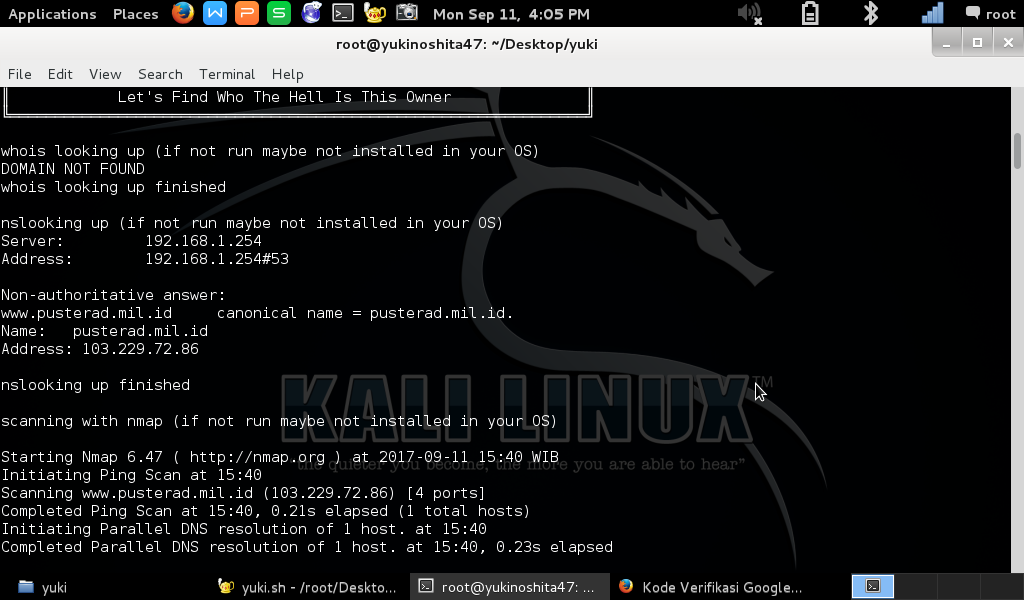 Applications Places Mon Sep 11, 4:05 PM root
root@yukinoshita47: ~/Desktop/yuki
File Edit View Search Terminal Help
Let's Find Who The Hell Is This Owner
whois looking up (if not run maybe not installed in your OS)
DOMAIN NOT FOUND
whois looking up finished
nslooking up (if not run maybe not installed in your OS)
Server: 192.168.1.254
Address: 192.168.1.254#53
Non-authoritative answer:
www.pusterad.mil.id canonical name = pusterad.mil.id.
Name: pusterad.mil.id
Address: 103.229.72.86
nslooking up finished
scanning with nmap (if not run maybe not installed in your OS)
KALI LINUX™
Starting Nmap 6.47 ( http://nmap.org ) at 2017-09-11 15:40 WIB
"the quieter you become, the more you are able to hear"
Initiating Ping Scan at 15:40
Scanning www.pusterad.mil.id (103.229.72.86) [4 ports]
Completed Ping Scan at 15:40, 0.21s elapsed (1 total hosts)
Initiating Parallel DNS resolution of 1 host. at 15:40
Completed Parallel DNS resolution of 1 host. at 15:40, 0.23s elapsed
yuki yuki.sh - /root/Deskto... root@yukinoshita47: ... Kode Verifikasi Google...